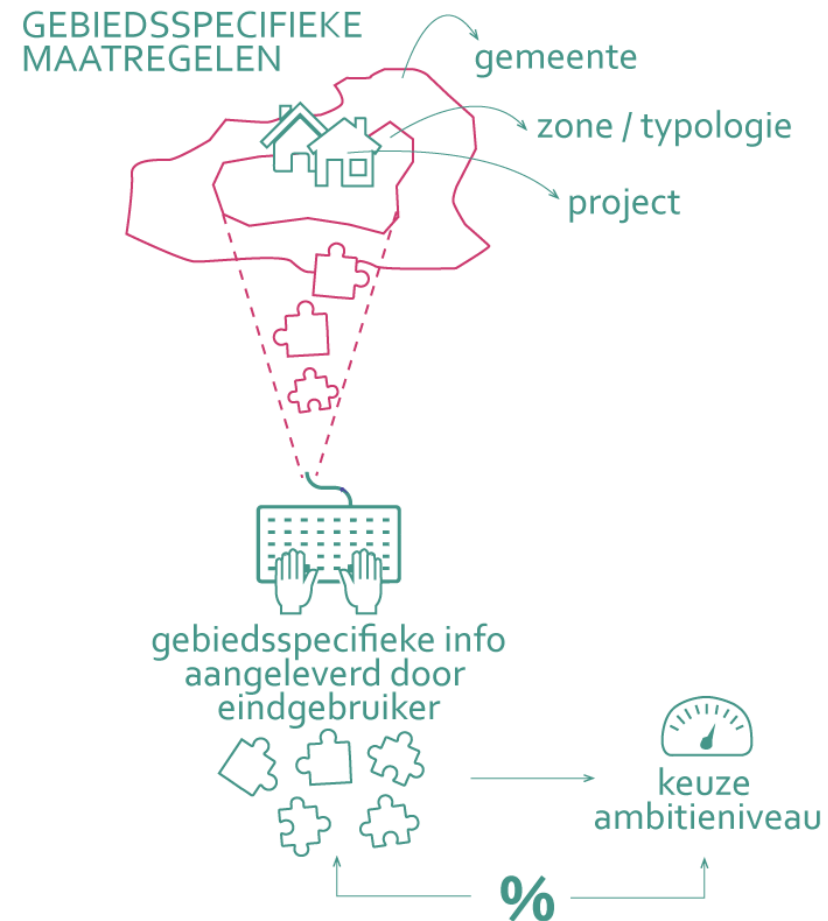 GEBIEDSSPECIFIEKE
MAATREGELEN
gemeente
zone / typologie
project
gebiedsspecifieke info
aangeleverd door
eindgebruiker
keuze
ambitieniveau
%